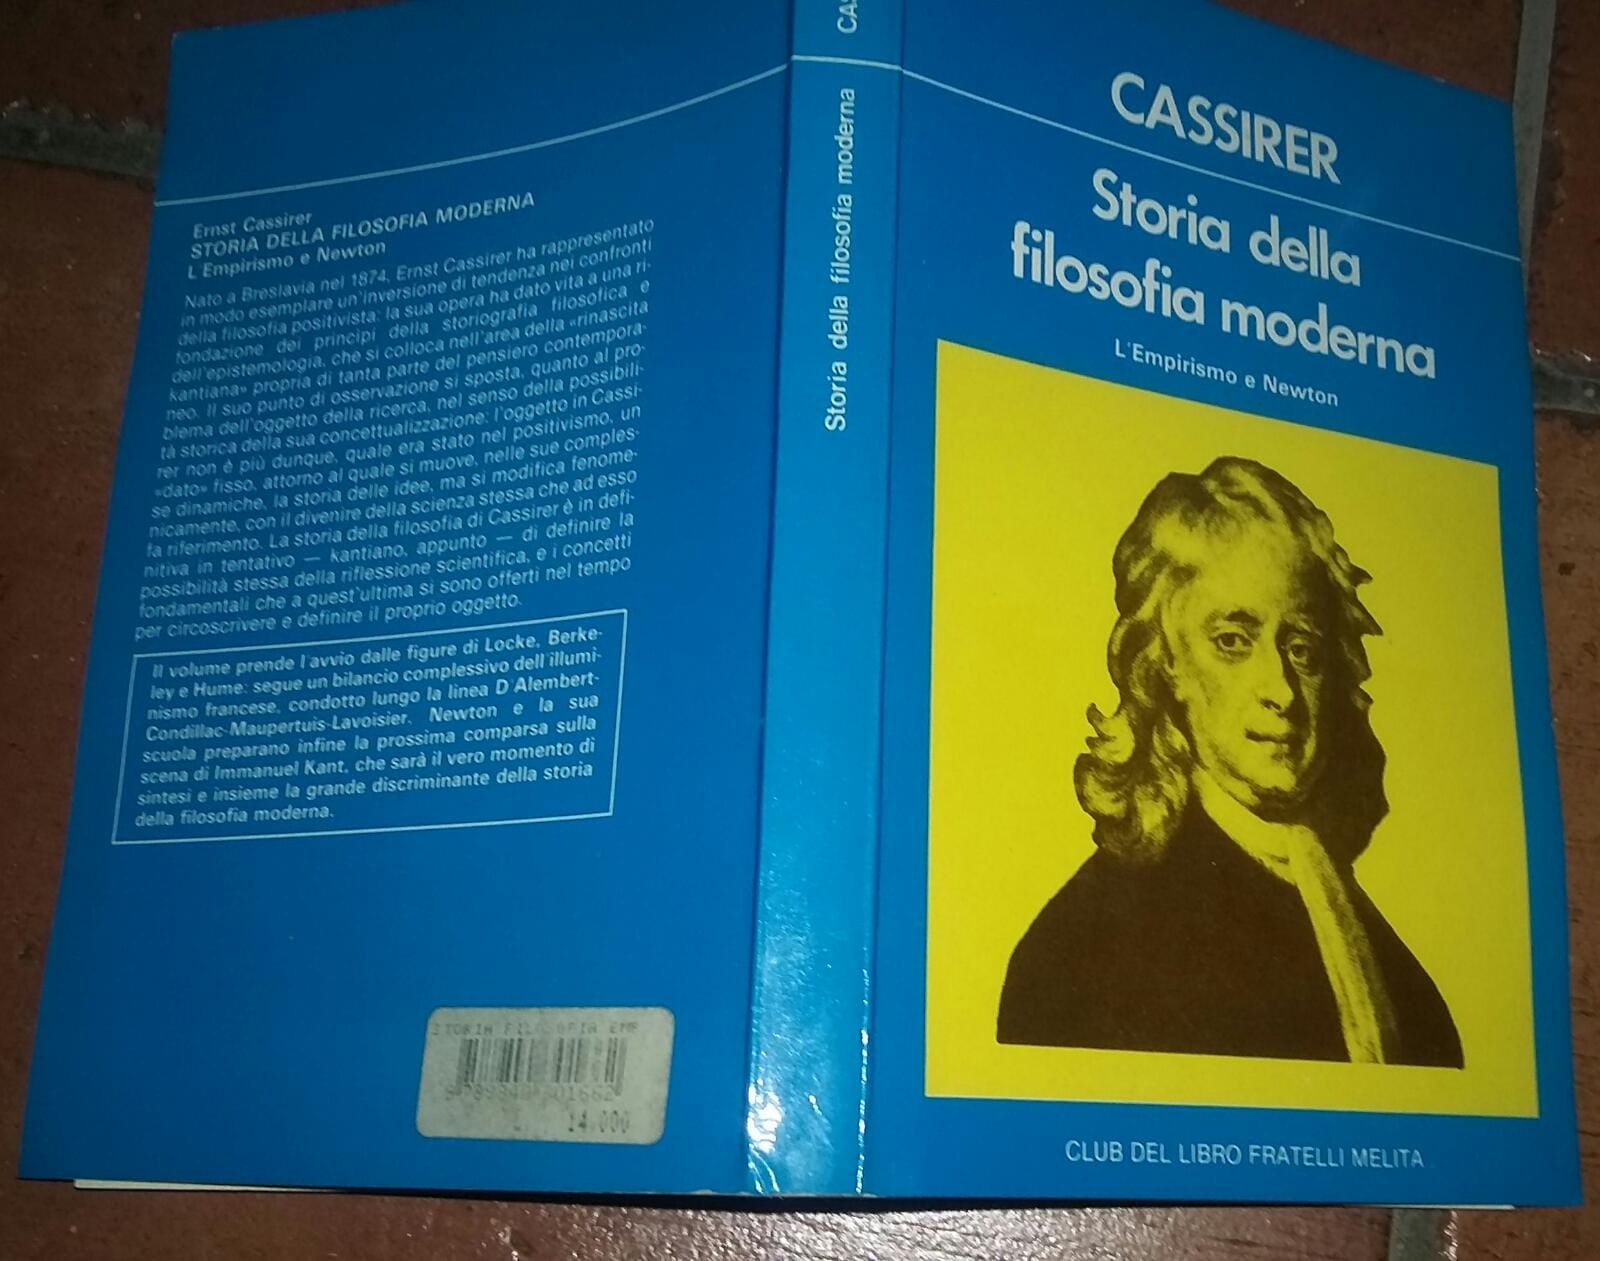 Ernst Cassirer
STORIA DELLA FILOSOFIA MODERNA
L'Empirismo e Newton
Nato a Breslavia nel 1874, Ernst Cassirer ha rappresentato
in modo esemplare un'inversione di tendenza nei confronti
della filosofia positivista: la sua opera ha dato vita a una ri-
fondazione dei principi della storiografia filosofica e
dell'epistemologia, che si colloca nell'area della «rinascita
kantiana» propria di tanta parte del pensiero contempora-
neo. Il suo punto di osservazione si sposta, quanto al pro-
blema dell'oggetto della ricerca, nel senso della possibili-
tà storica della sua concettualizzazione: l'oggetto in Cassi-
rer non è più dunque, quale era stato nel positivismo, un
«dato» fisso, attorno al quale si muove, nelle sue comples-
se dinamiche, la storia delle idee, ma si modifica fenome-
nicamente, con il divenire della scienza stessa che ad esso
fa riferimento. La storia della filosofia di Cassirer è in defi-
nitiva in tentativo — kantiano, appunto — di definire la
possibilità stessa della riflessione scientifica, e i concetti
fondamentali che a quest'ultima si sono offerti nel tempo
per circoscrivere e definire il proprio oggetto.
Il volume prende l'avvio dalle figure di Locke, Berke-
ley e Hume: segue un bilancio complessivo dell'illumi-
nismo francese, condotto lungo la linea D'Alembert-
Condillac-Maupertuis-Lavoisier. Newton e la sua
scuola preparano infine la prossima comparsa sulla
scena di Immanuel Kant, che sarà il vero momento di
sintesi e insieme la grande discriminante della storia
della filosofia moderna.
STORIA FILOSOFIA EMP
14.000
CAS
Storia della filosofia moderna
CASSIRER
Storia della
filosofia moderna
L'Empirismo e Newton
CLUB DEL LIBRO FRATELLI MELITA